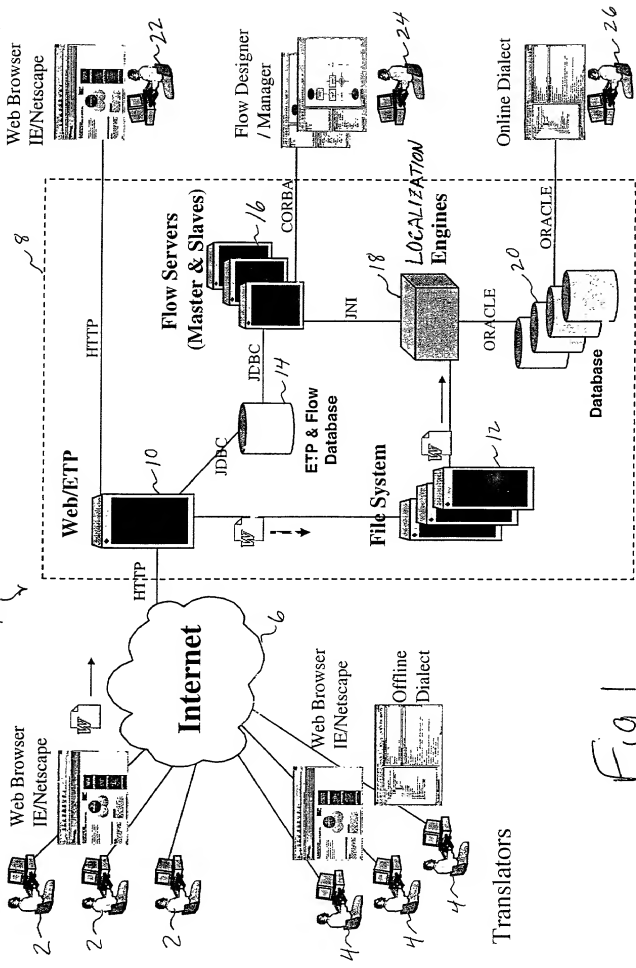 Web Browser
IE/Netscape
22
HTTP
8
Web/ETP
10
HTTP
JDBC
14
ETP & Flow
Database
JDBC
Flow Servers
(Master & Slaves)
16
CORBA
Flow Designer
/ Manager
24
JNI
18
LOCALIZATION
Engines
ORACLE
20
Database
ORACLE
Online Dialect
26
W
File System
12
W
Internet
6
Web Browser
IE/Netscape
W
2
2
2
Web Browser
IE/Netscape
Offline
Dialect
4
4
4
Translators
Fig 1